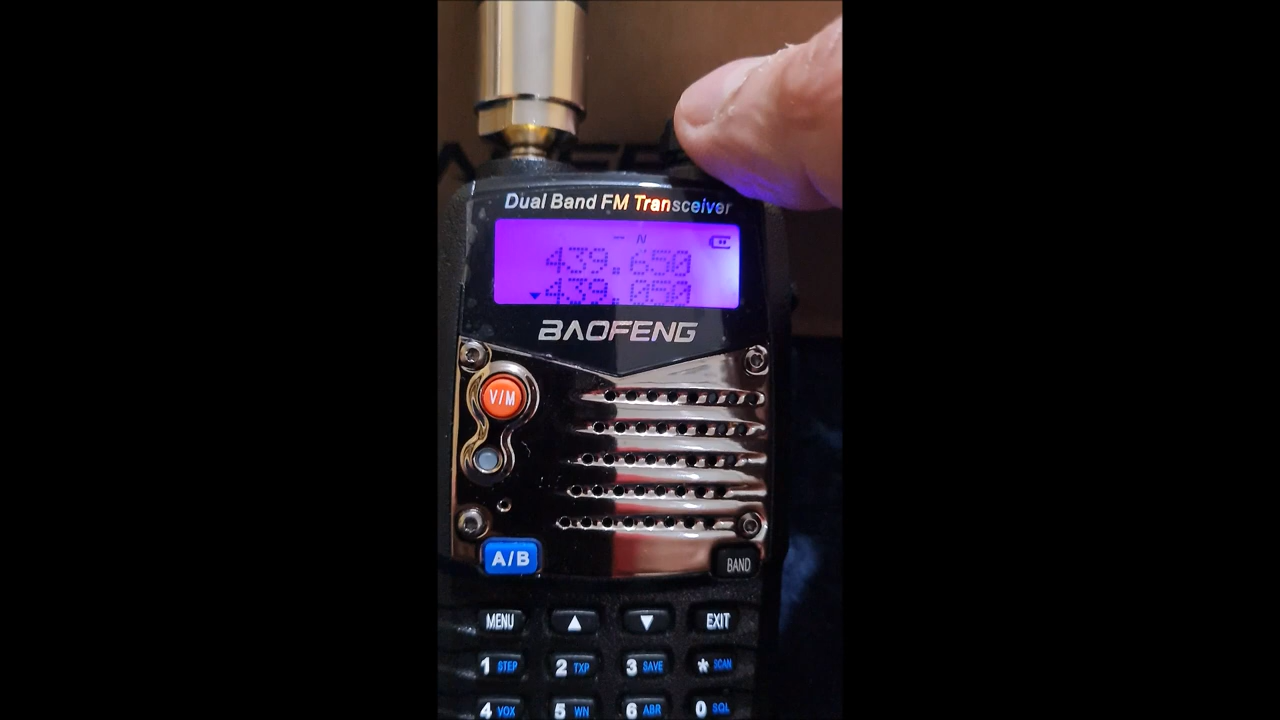 Dual Band FM Transceiver
- N
439.650
439.050
BAOFENG
V/M
A/B
BAND
MENU ▲ ▼ EXIT
1 STEP 2 TXP 3 SAVE * SCAN
4 VOX 5 WN 6 ABR 0 SQL